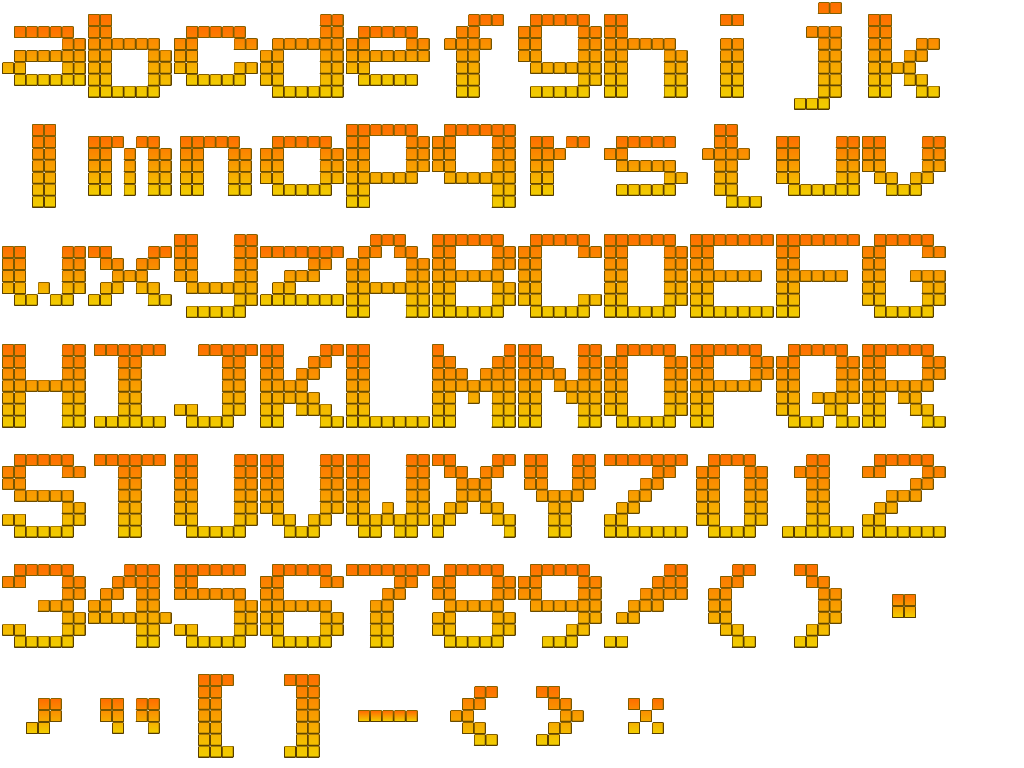 abcdefghijk
lmnopqrstuv
wxyzABCDEFG
HIJKLMNOPQR
STUVWXYZ012
3456789/().
,"[]-<>×